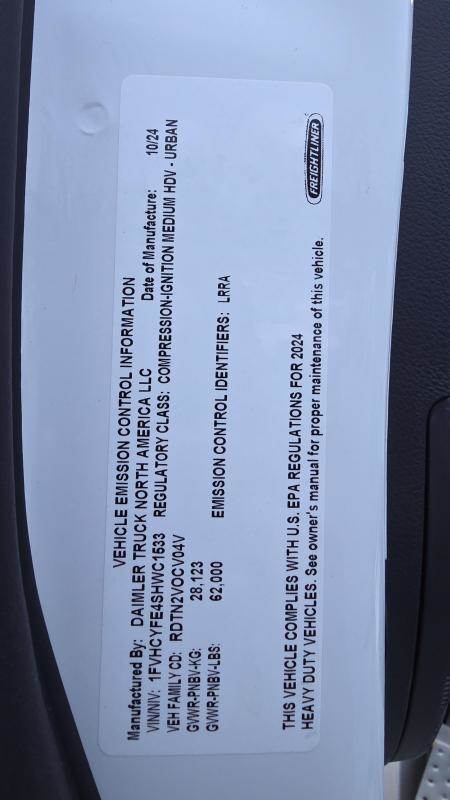 VEHICLE EMISSION CONTROL INFORMATION
Manufactured By: DAIMLER TRUCK NORTH AMERICA LLC Date of Manufacture: 10/24
VIN/NIV: 1FVHCYFE4SHWC1633 REGULATORY CLASS: COMPRESSION-IGNITION MEDIUM HDV - URBAN
VEH FAMILY CD: RDTN2VOCV04V
GVWR-PNBV-KG: 28,123
GVWR-PNBV-LBS: 62,000 EMISSION CONTROL IDENTIFIERS: LRRA
THIS VEHICLE COMPLIES WITH U.S. EPA REGULATIONS FOR 2024
HEAVY DUTY VEHICLES. See owner's manual for proper maintenance of this vehicle.
FREIGHTLINER